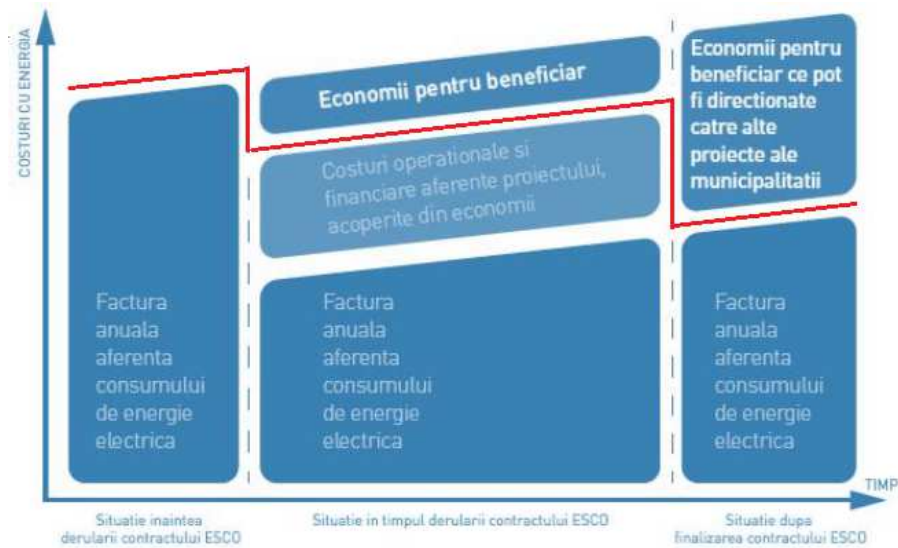 COSTURI CU ENERGIA
Factura
anuala
aferenta
consumului
de energie
electrica
Economii pentru beneficiar
Costuri operationale si
financiare aferente proiectului,
acoperite din economii
Factura
anuala
aferenta
consumului
de energie
electrica
Economii pentru
beneficiar ce pot
fi directionate
catre alte
proiecte ale
municipalitatii
Factura
anuala
aferenta
consumului
de energie
electrica
TIMP
Situatie inaintea
derularii contractului ESCO
Situatie in timpul derularii contractului ESCO
Situatie dupa
finalizarea contractului ESCO